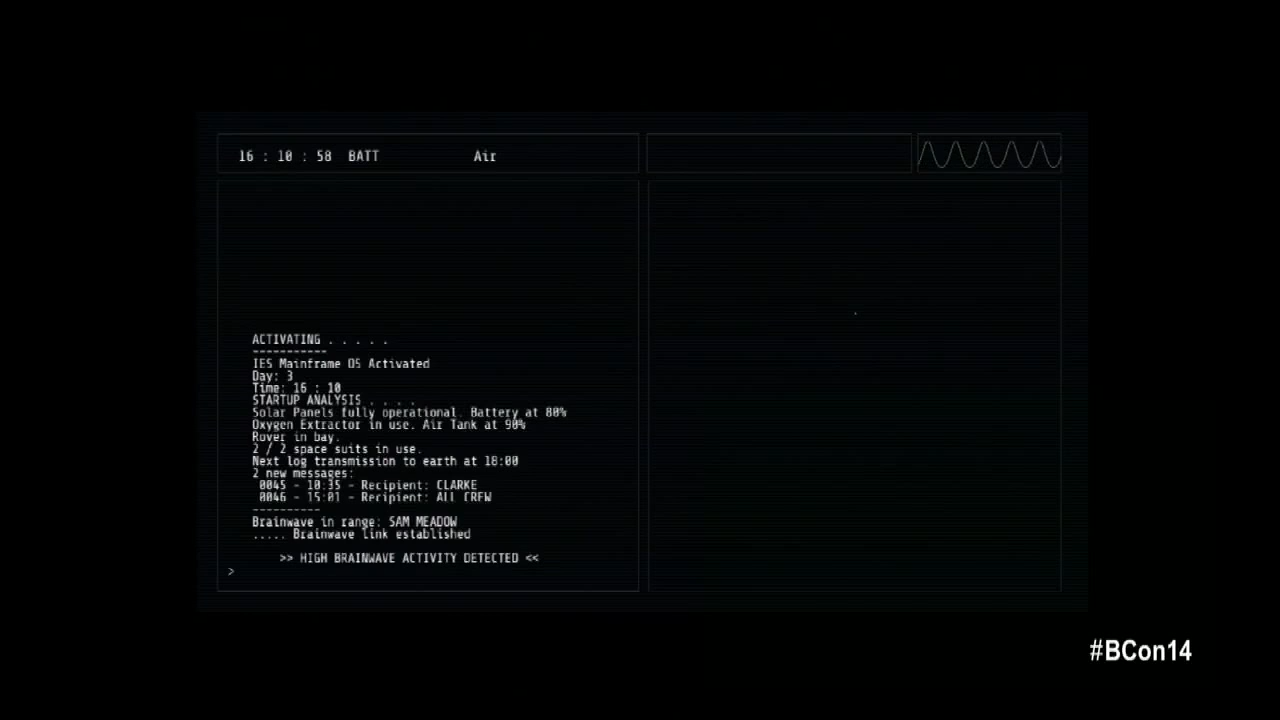 16 : 10 : 58 BATT Air
ACTIVATING . . . . .
-----------
IES Mainframe OS Activated
Day: 3
Time: 16 : 10
STARTUP ANALYSIS . . . .
Solar Panels fully operational. Battery at 80%
Oxygen Extractor in use. Air Tank at 90%
Rover in bay.
2 / 2 space suits in use.
Next log transmission to earth at 18:00
2 new messages:
0045 - 10:35 - Recipient: CLARKE
0046 - 15:01 - Recipient: ALL CREW
----------
Brainwave in range: SAM MEADOW
..... Brainwave link established
>> HIGH BRAINWAVE ACTIVITY DETECTED <<
>
#BCon14